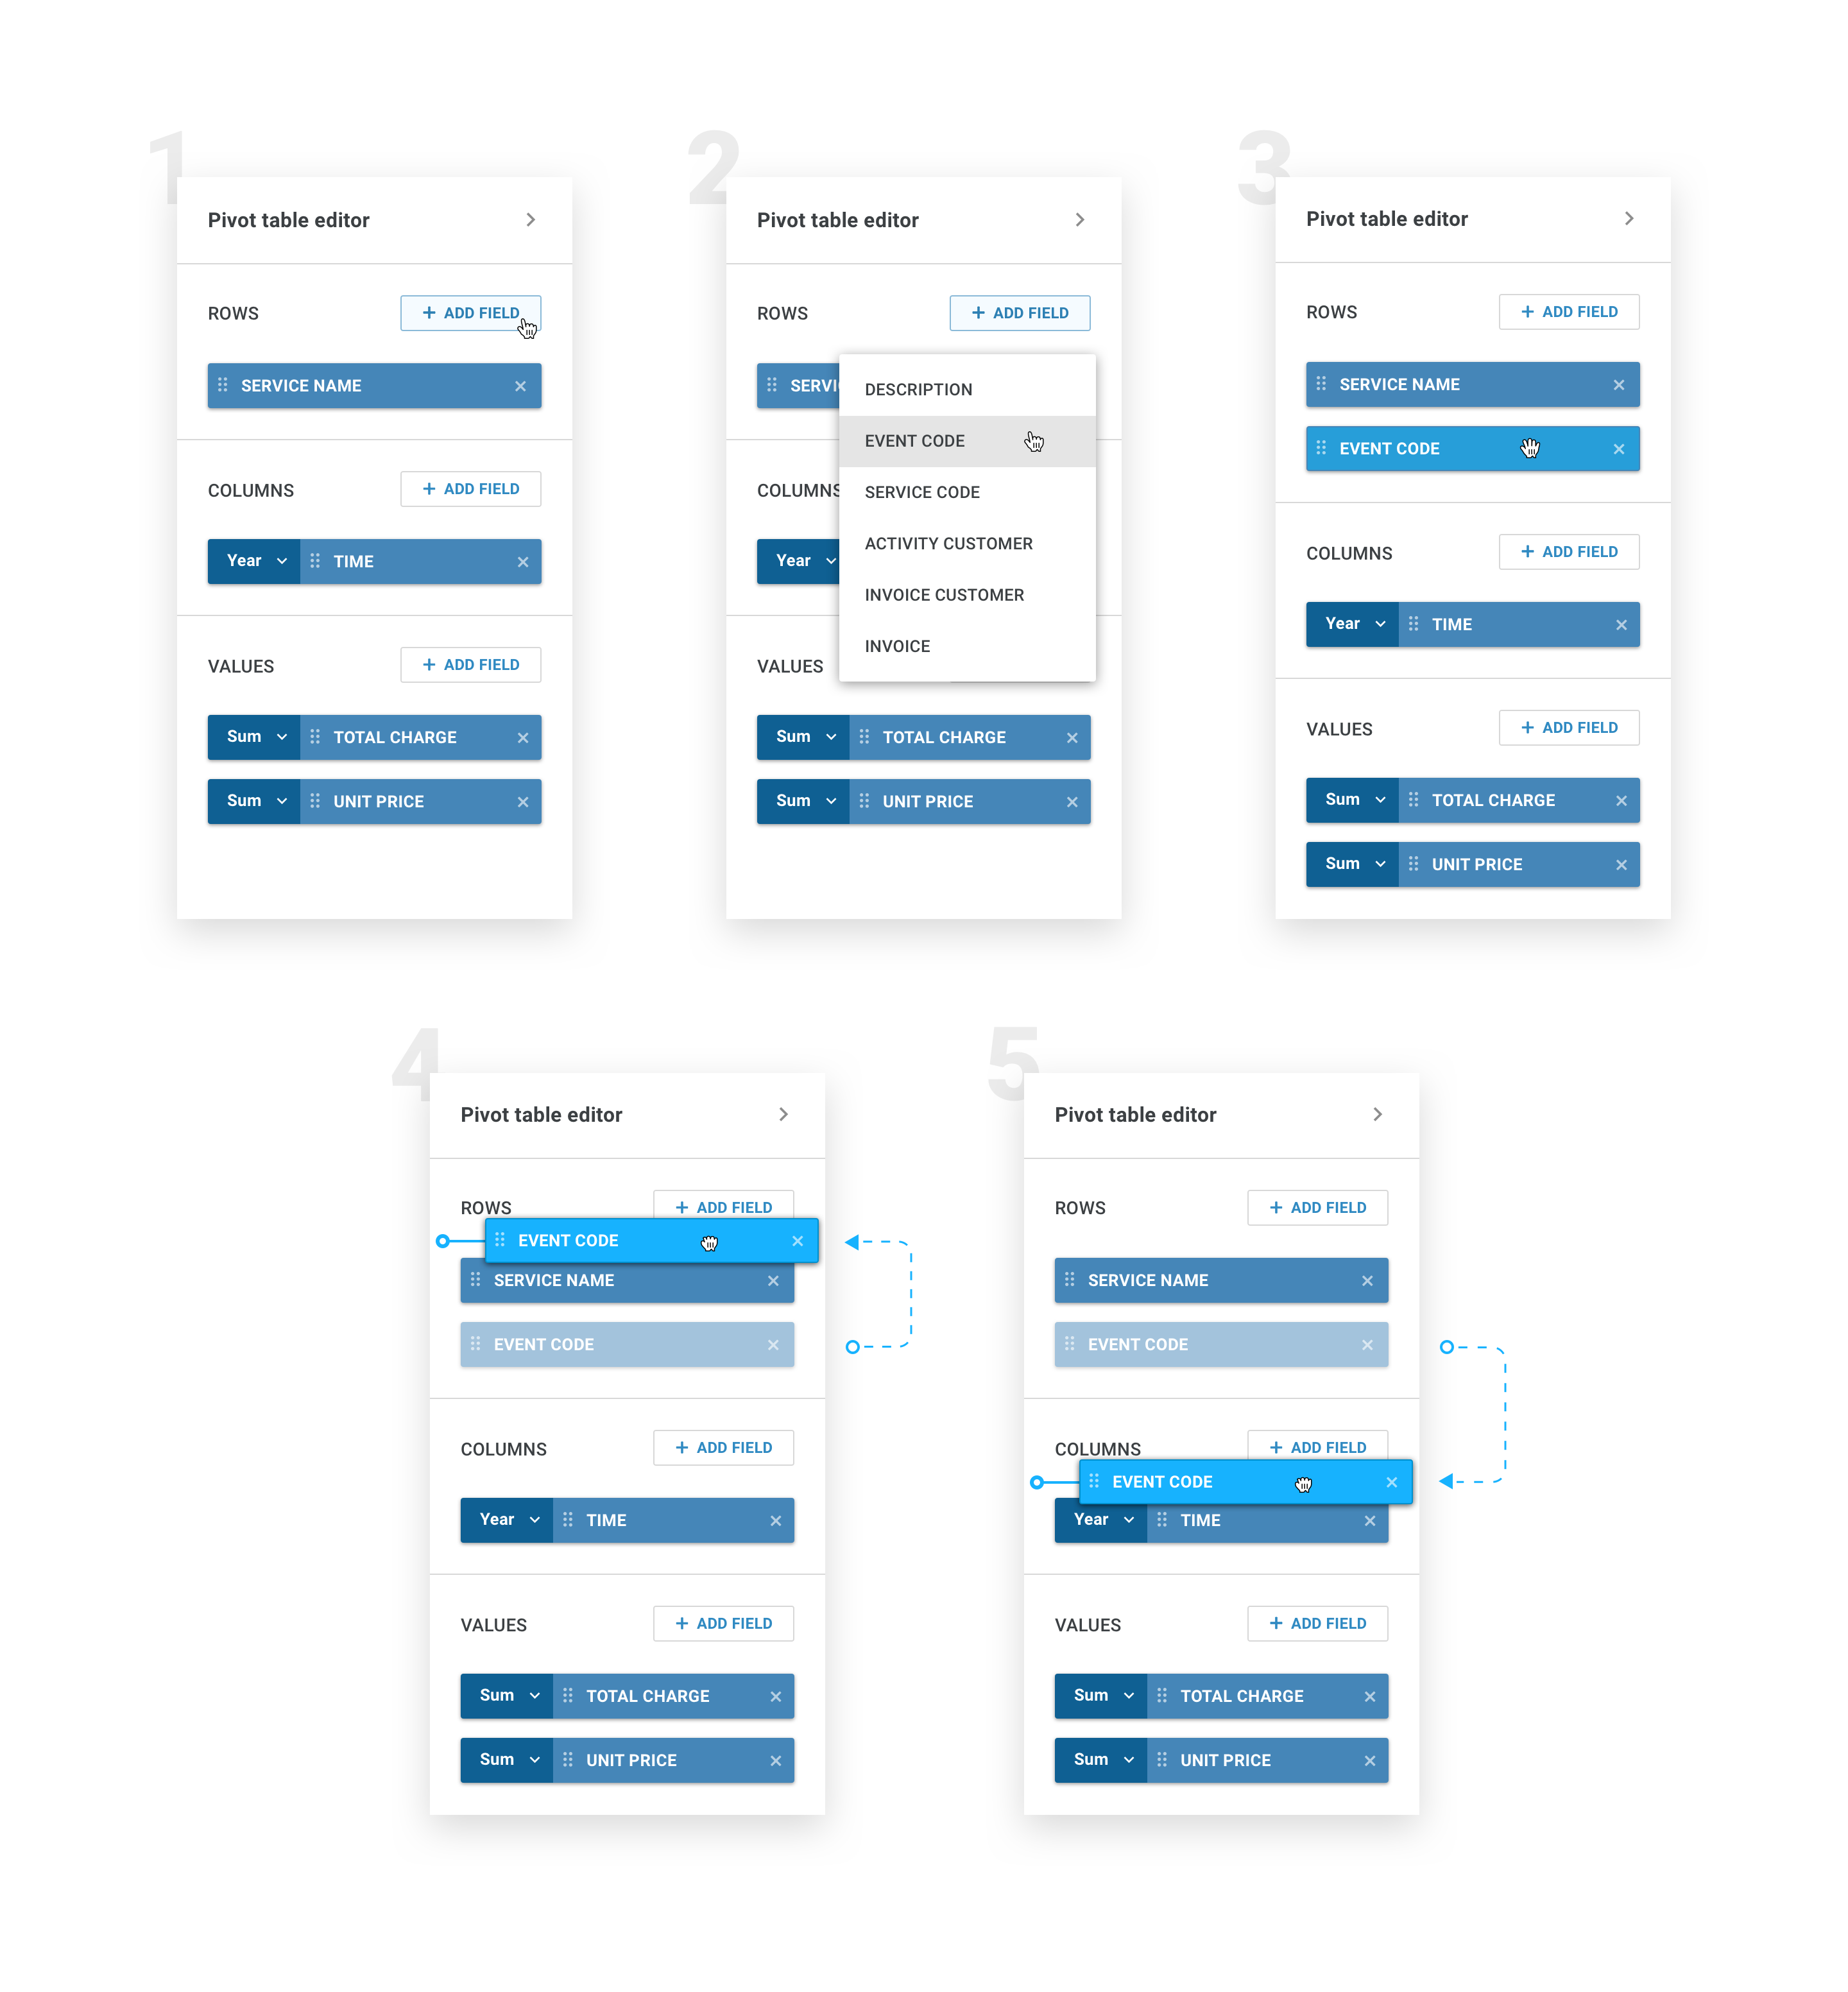 1
Pivot table editor
ROWS
+ ADD FIELD
SERVICE NAME
COLUMNS
+ ADD FIELD
Year
TIME
VALUES
+ ADD FIELD
Sum
TOTAL CHARGE
Sum
UNIT PRICE
2
Pivot table editor
ROWS
+ ADD FIELD
SERVI
DESCRIPTION
EVENT CODE
SERVICE CODE
ACTIVITY CUSTOMER
INVOICE CUSTOMER
INVOICE
COLUMNS
Year
VALUES
Sum
TOTAL CHARGE
Sum
UNIT PRICE
3
Pivot table editor
ROWS
+ ADD FIELD
SERVICE NAME
EVENT CODE
COLUMNS
+ ADD FIELD
Year
TIME
VALUES
+ ADD FIELD
Sum
TOTAL CHARGE
Sum
UNIT PRICE
4
Pivot table editor
ROWS
+ ADD FIELD
EVENT CODE
SERVICE NAME
EVENT CODE
COLUMNS
+ ADD FIELD
Year
TIME
VALUES
+ ADD FIELD
Sum
TOTAL CHARGE
Sum
UNIT PRICE
5
Pivot table editor
ROWS
+ ADD FIELD
SERVICE NAME
EVENT CODE
COLUMNS
+ ADD FIELD
EVENT CODE
Year
TIME
VALUES
+ ADD FIELD
Sum
TOTAL CHARGE
Sum
UNIT PRICE